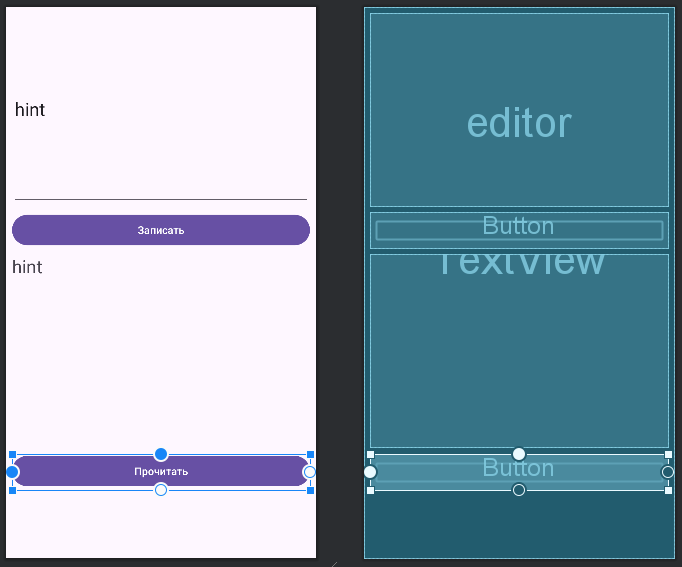 hint
Записать
hint
Прочитать
editor
Button
TextView
Button